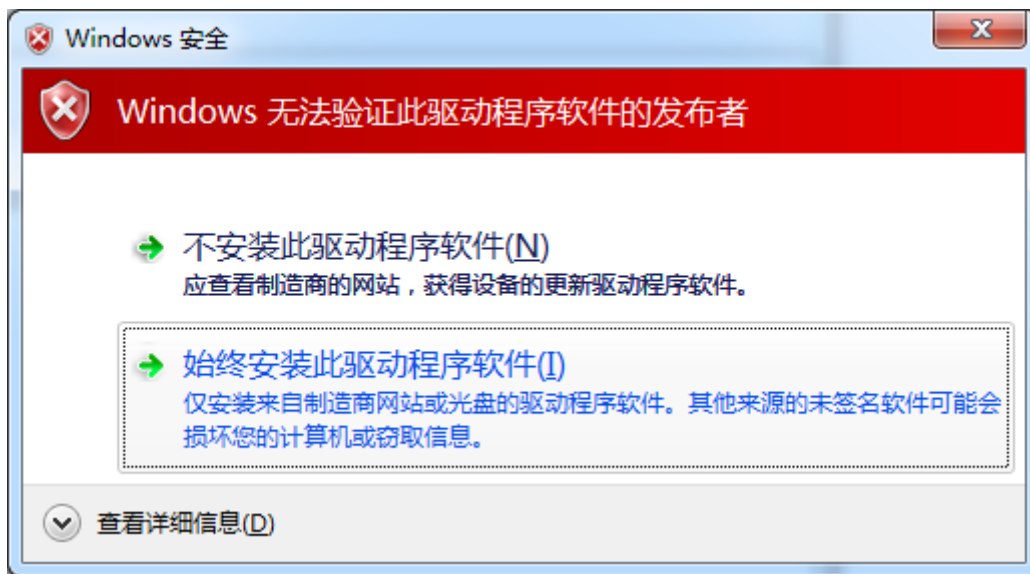 Windows 安全
Windows 无法验证此驱动程序软件的发布者
不安装此驱动程序软件(N)
应查看制造商的网站，获得设备的更新驱动程序软件。
始终安装此驱动程序软件(I)
仅安装来自制造商网站或光盘的驱动程序软件。其他来源的未签名软件可能会
损坏您的计算机或窃取信息。
查看详细信息(D)